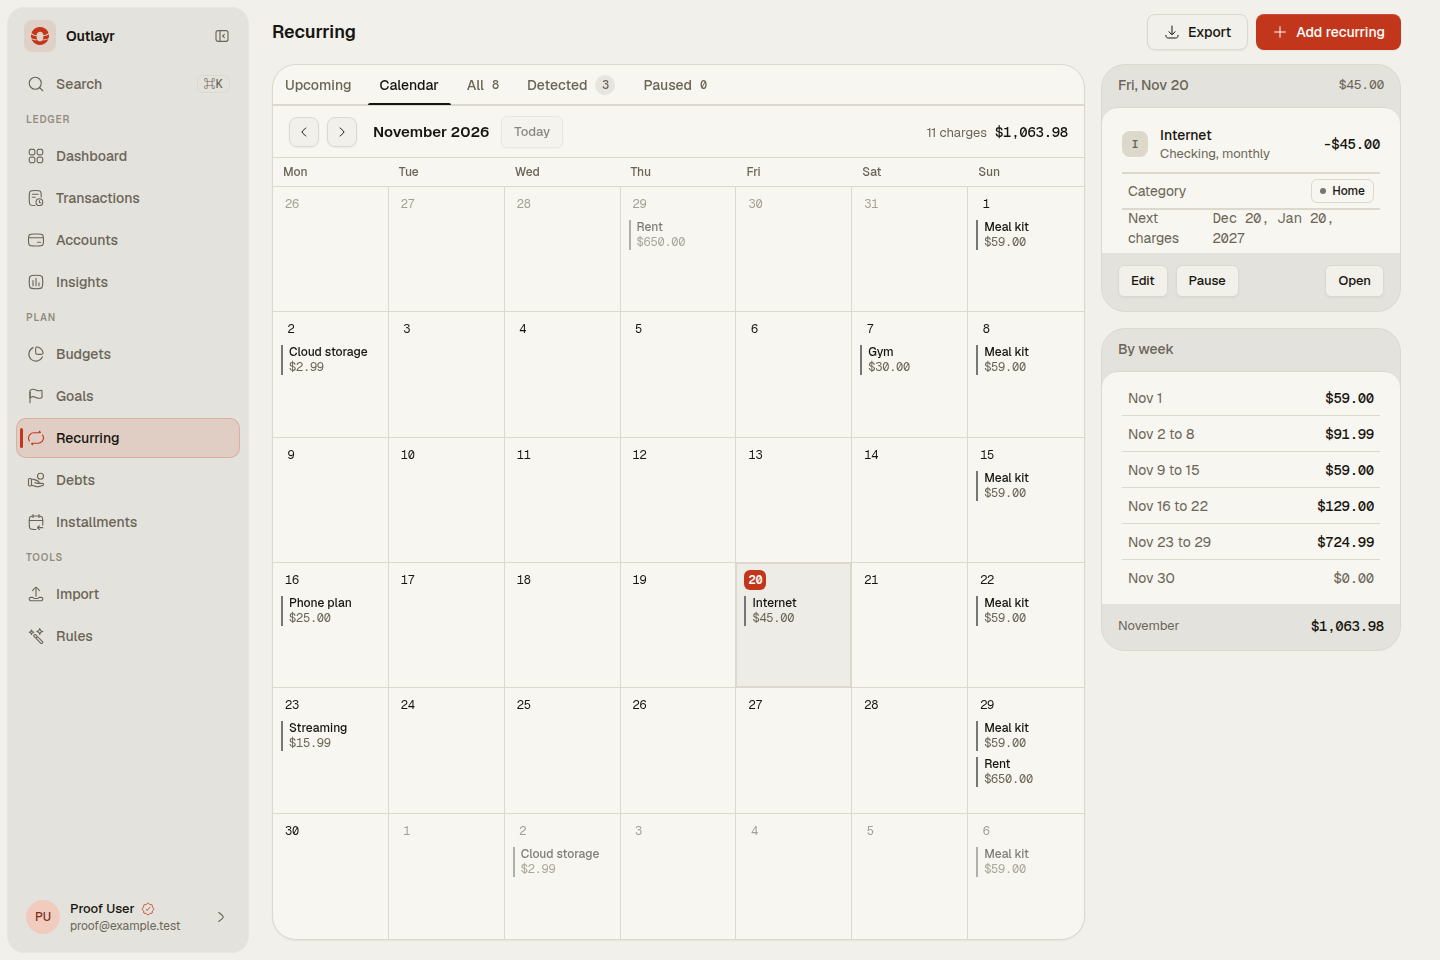 Outlayr
Search ⌘K
LEDGER
Dashboard
Transactions
Accounts
Insights
PLAN
Budgets
Goals
Recurring
Debts
Installments
TOOLS
Import
Rules
PU
Proof User
proof@example.test
Recurring
Export
Add recurring
Upcoming Calendar All 8 Detected 3 Paused 0
November 2026 Today 11 charges $1,063.98
Mon Tue Wed Thu Fri Sat Sun
26 27 28 29 30 31 1
Rent Meal kit
$650.00 $59.00
2 3 4 5 6 7 8
Cloud storage Gym Meal kit
$2.99 $30.00 $59.00
9 10 11 12 13 14 15
Meal kit
$59.00
16 17 18 19 20 21 22
Phone plan Internet Meal kit
$25.00 $45.00 $59.00
23 24 25 26 27 28 29
Streaming Meal kit
$15.99 $59.00
Rent
$650.00
30 1 2 3 4 5 6
Cloud storage Meal kit
$2.99 $59.00
Fri, Nov 20 $45.00
I
Internet -$45.00
Checking, monthly
Category Home
Next charges Dec 20, Jan 20,
2027
Edit Pause Open
By week
Nov 1 $59.00
Nov 2 to 8 $91.99
Nov 9 to 15 $59.00
Nov 16 to 22 $129.00
Nov 23 to 29 $724.99
Nov 30 $0.00
November $1,063.98